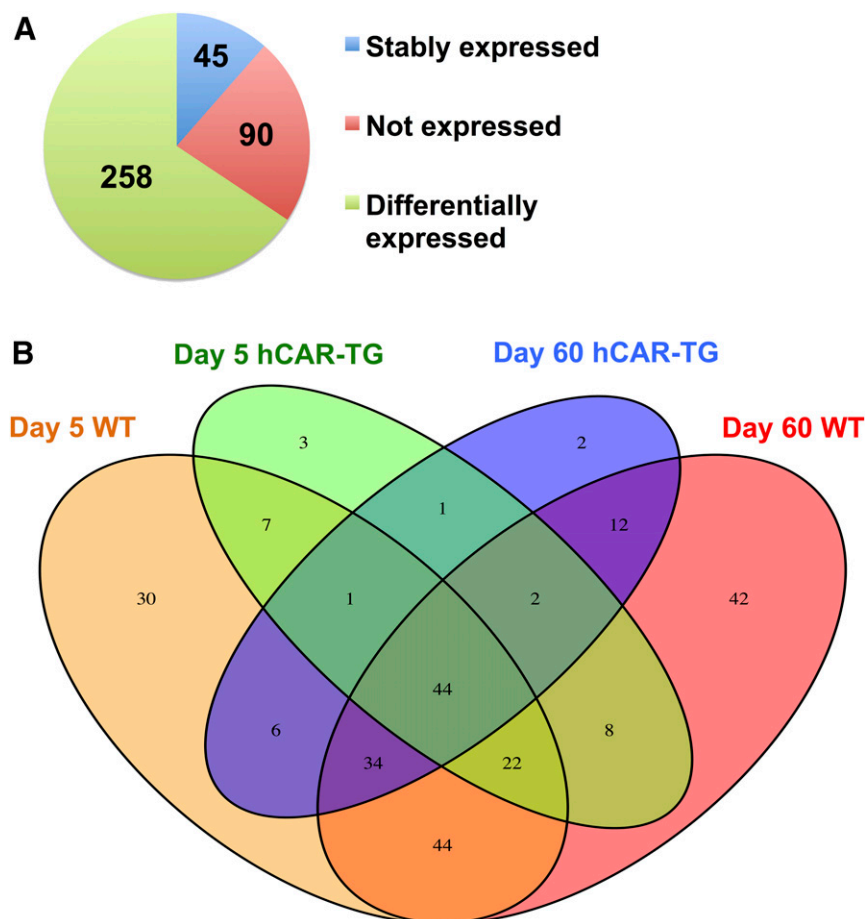 A
45
Stably expressed
90
Not expressed
258
Differentially
expressed
B
Day 5 hCAR-TG
Day 60 hCAR-TG
Day 5 WT
Day 60 WT
3
2
7
1
12
30
1
2
42
44
6
34
22
8
44